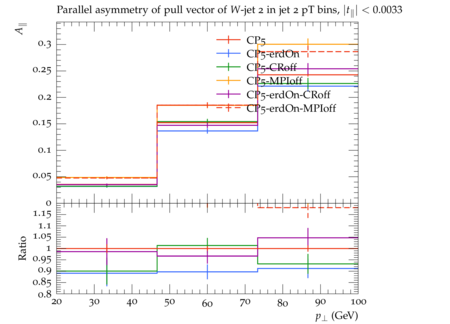 Parallel asymmetry of pull vector of W-jet 2 in jet 2 pT bins, |t∥| < 0.0033
A∥
0.3
0.25
0.2
0.15
0.1
0.05
0
CP5
CP5-erdOn
CP5-CRoff
CP5-MPIoff
CP5-erdOn-CRoff
CP5-erdOn-MPIoff
Ratio
1.15
1.1
1.05
1.0
0.95
0.9
0.85
0.8
20 30 40 50 60 70 80 90 100
p⊥ (GeV)